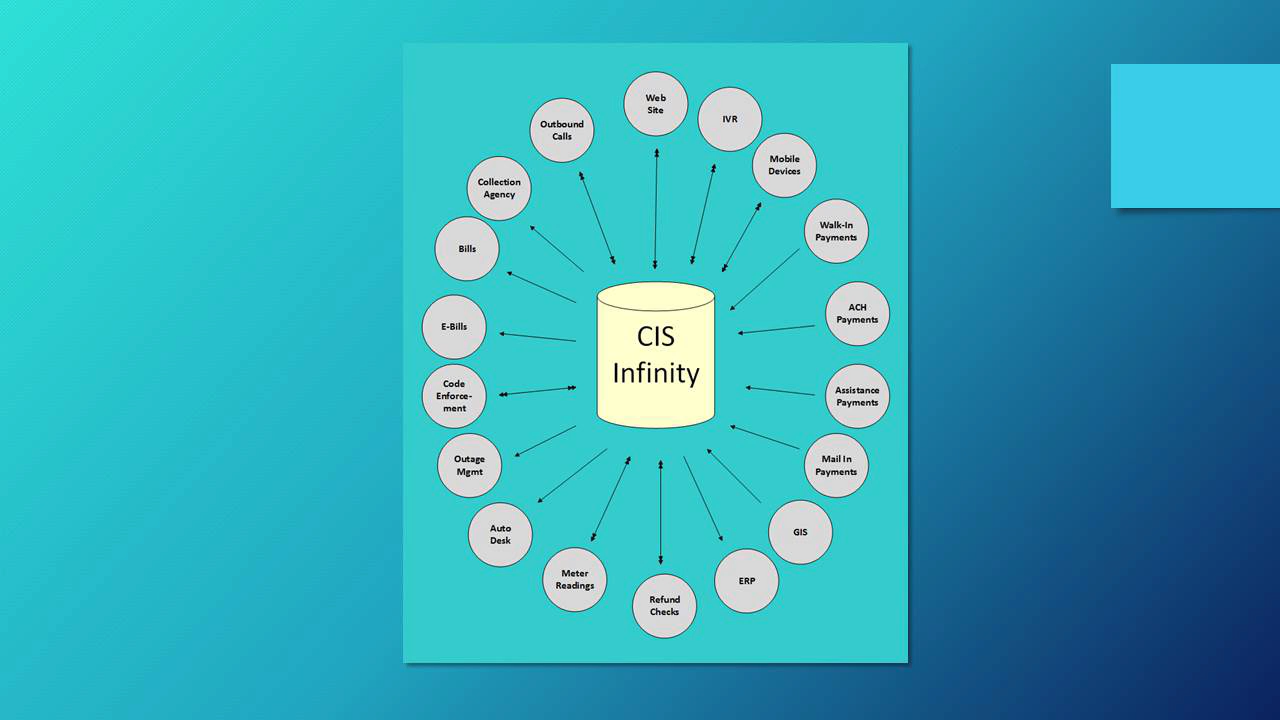 Web
Site
IVR
Mobile
Devices
Walk-In
Payments
ACH
Payments
Assistance
Payments
Mail In
Payments
GIS
ERP
Refund
Checks
Meter
Readings
Auto
Desk
Outage
Mgmt
Code
Enforce-
ment
E-Bills
Bills
Collection
Agency
Outbound
Calls
CIS
Infinity